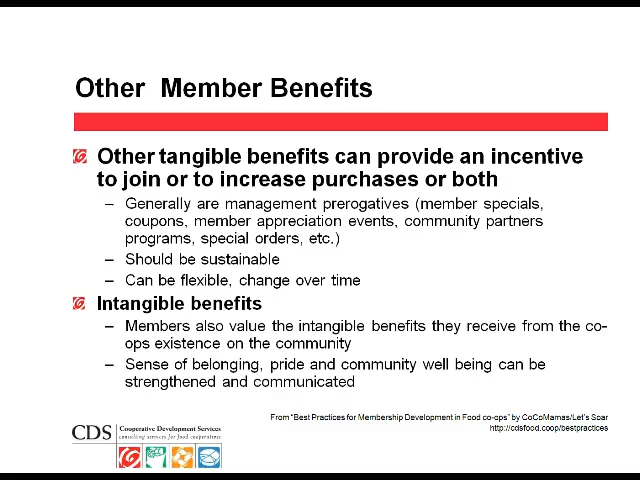 Other  Member Benefits
Other tangible benefits can provide an incentive
to join or to increase purchases or both
– Generally are management prerogatives (member specials,
coupons, member appreciation events, community partners
programs, special orders, etc.)
– Should be sustainable
– Can be flexible, change over time
Intangible benefits
– Members also value the intangible benefits they receive from the co-
ops existence on the community
– Sense of belonging, pride and community well being can be
strengthened and communicated
From “Best Practices for Membership Development in Food co-ops” by CoCoMamas/Let’s Soar
http://cdsfood.coop/bestpractices
CDS Cooperative Development Services
consulting services for food cooperatives